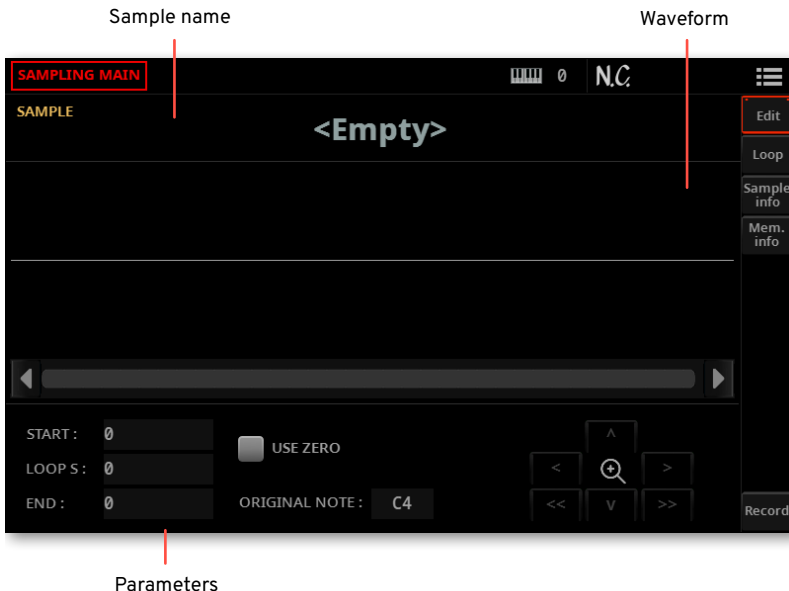 Sample name
Waveform
SAMPLING MAIN
0
N.C.
SAMPLE
<Empty>
Edit
Loop
Sample
info
Mem.
info
START :
0
USE ZERO
LOOP S :
0
END :
0
ORIGINAL NOTE :
C4
^
<
>
<<
v
>>
Record
Parameters